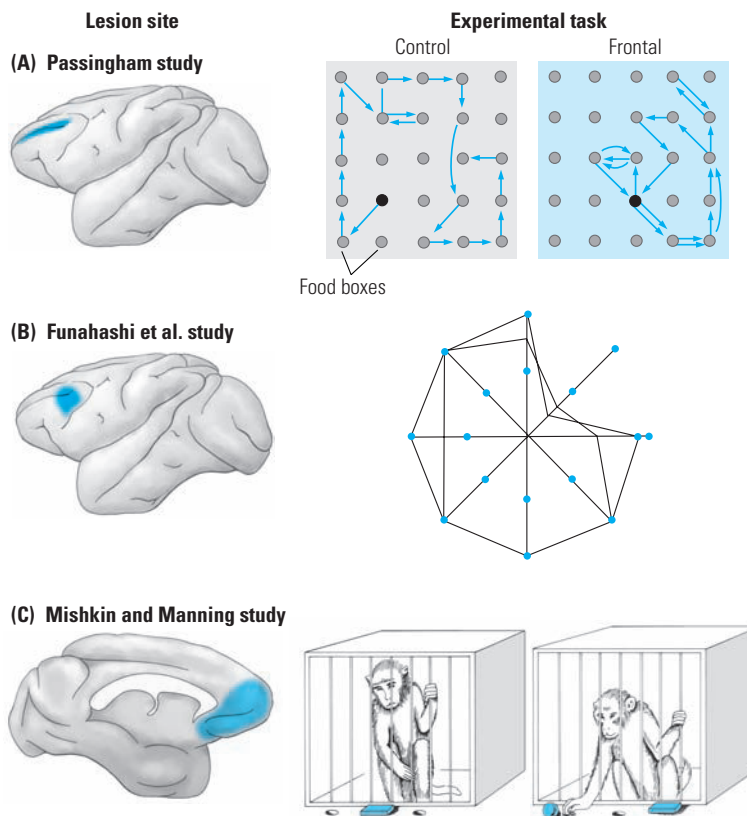 Lesion site
Experimental task
(A) Passingham study
Control
Frontal
Food boxes
(B) Funahashi et al. study
(C) Mishkin and Manning study